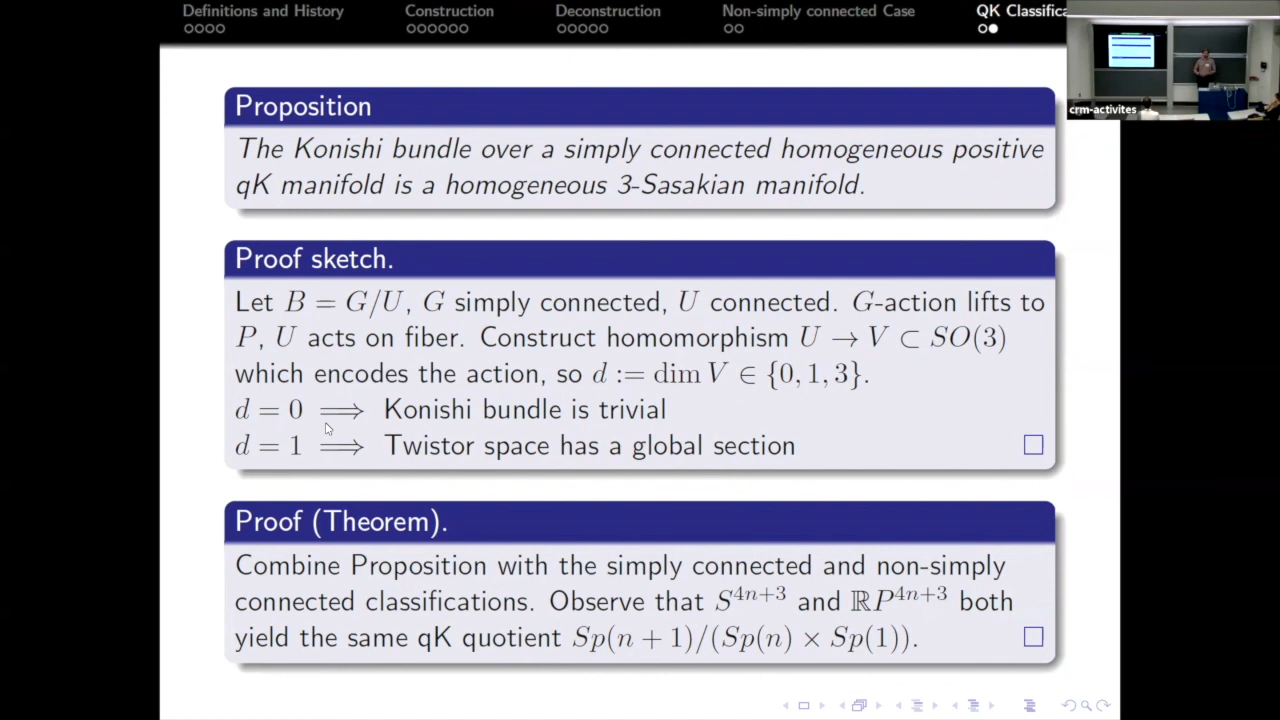 Definitions and History Construction Deconstruction Non-simply connected Case QK Classifica
Proposition
The Konishi bundle over a simply connected homogeneous positive
qK manifold is a homogeneous 3-Sasakian manifold.
Proof sketch.
Let B = G/U, G simply connected, U connected. G-action lifts to
P, U acts on fiber. Construct homomorphism U → V ⊂ SO(3)
which encodes the action, so d := dim V ∈ {0, 1, 3}.
d = 0 ⟹ Konishi bundle is trivial
d = 1 ⟹ Twistor space has a global section
Proof (Theorem).
Combine Proposition with the simply connected and non-simply
connected classifications. Observe that S^{4n+3} and ℝP^{4n+3} both
yield the same qK quotient Sp(n + 1)/(Sp(n) × Sp(1)).
crm-activites